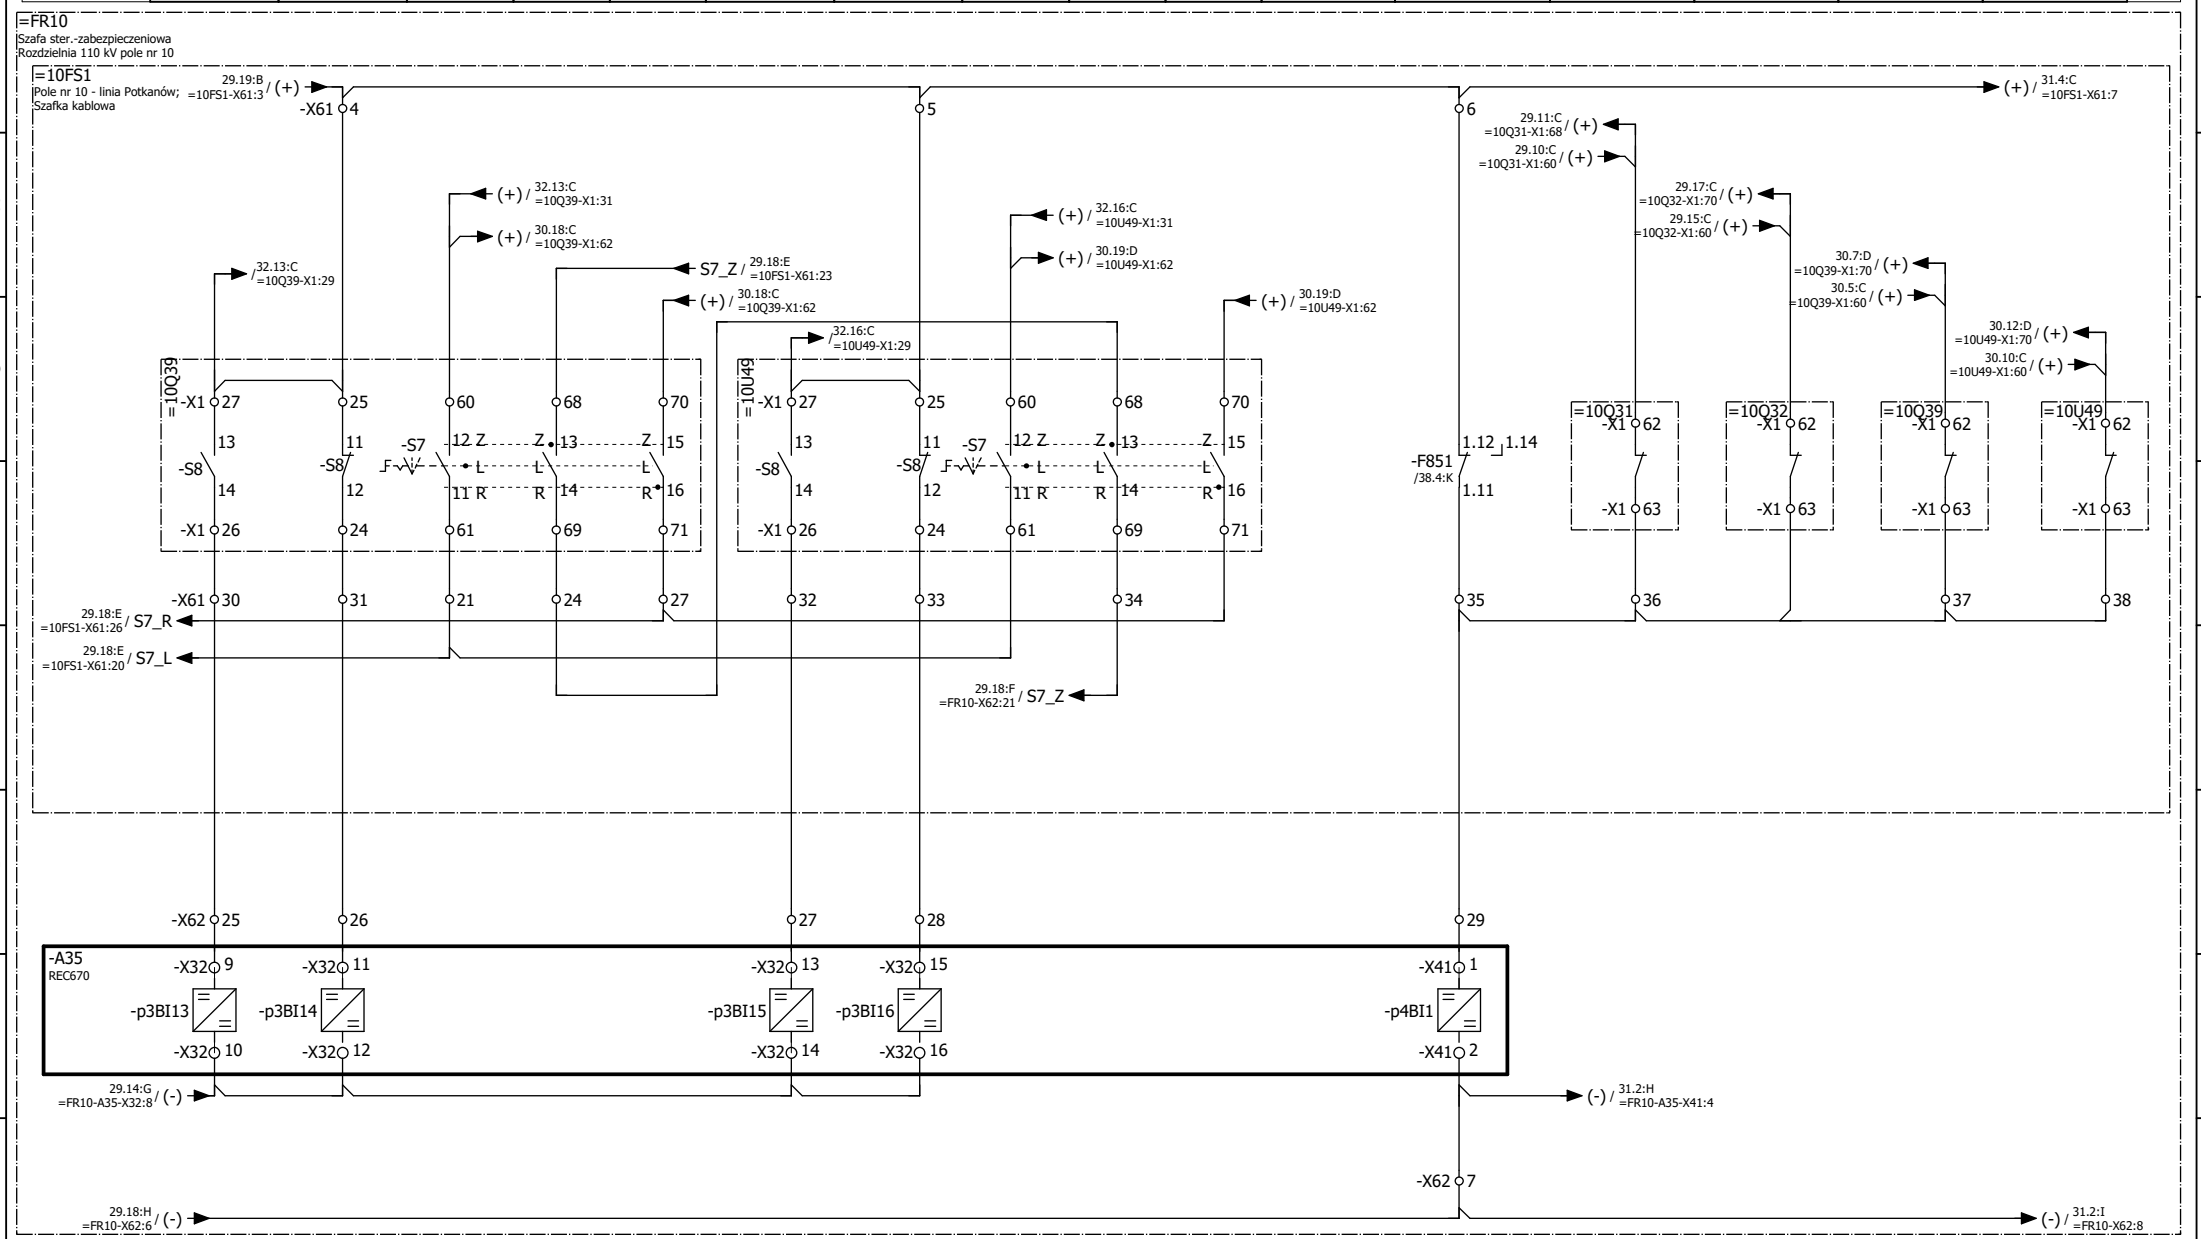 =FR10
Szafa ster.-zabezpieczeniowa
Rozdzielnia 110 kV pole nr 10
=10FS1
Pole nr 10 - linia Potkanów;
Szafka kablowa
29.19:B
=10FS1-X61:3 / (+)
-X61 4
5
6
(+) / 31.4:C
=10FS1-X61:7
29.11:C
=10Q31-X1:68 / (+)
29.10:C
=10Q31-X1:60 / (+)
32.13:C
(+) / =10Q39-X1:31
30.18:C
(+) / =10Q39-X1:62
32.16:C
(+) / =10U49-X1:31
30.19:D
(+) / =10U49-X1:62
29.17:C
=10Q32-X1:70 / (+)
29.15:C
=10Q32-X1:60 / (+)
32.13:C
/ =10Q39-X1:29
S7_Z / 29.18:E
=10FS1-X61:23
(+) / 30.18:C
=10Q39-X1:62
32.16:C
/ =10U49-X1:29
(+) / 30.19:D
=10U49-X1:62
30.7:D
=10Q39-X1:70 / (+)
30.5:C
=10Q39-X1:60 / (+)
30.12:D
=10U49-X1:70 / (+)
30.10:C
=10U49-X1:60 / (+)
=10Q39
-X1 27 25 60 68 70
13 11 12 Z Z 13 Z 15
-S8 -S8 -S7 L L L
14 12 11 R R 14 R 16
-X1 26 24 61 69 71
=10U49
-X1 27 25 60 68 70
13 11 12 Z Z 13 Z 15
-S8 -S8 -S7 L L L
14 12 11 R R 14 R 16
-X1 26 24 61 69 71
1.12 1.14
-F851
/38.4:K
1.11
=10Q31
-X1 62
-X1 63
=10Q32
-X1 62
-X1 63
=10Q39
-X1 62
-X1 63
=10U49
-X1 62
-X1 63
-X61 30 31 21 24 27 32 33 34 35 36 37 38
29.18:E
=10FS1-X61:26 / S7_R
29.18:E
=10FS1-X61:20 / S7_L
29.18:F
=FR10-X62:21 / S7_Z
-X62 25 26 27 28 29
-A35
REC670
-X32 9 -X32 11 -X32 13 -X32 15 -X41 1
-p3BI13 -p3BI14 -p3BI15 -p3BI16 -p4BI1
-X32 10 -X32 12 -X32 14 -X32 16 -X41 2
29.14:G
=FR10-A35-X32:8 / (-)
(-) / 31.2:H
=FR10-A35-X41:4
-X62 7
29.18:H
=FR10-X62:6 / (-)
(-) / 31.2:I
=FR10-X62:8